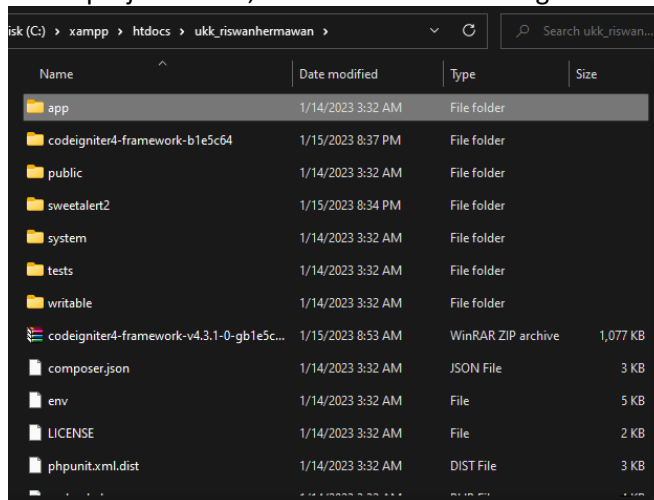 isk (C:) › xampp › htdocs › ukk_riswanhermawan ›
Search ukk_riswan...
Name Date modified Type Size
app 1/14/2023 3:32 AM File folder
codeigniter4-framework-b1e5c64 1/15/2023 8:37 PM File folder
public 1/14/2023 3:32 AM File folder
sweetalert2 1/15/2023 8:34 PM File folder
system 1/14/2023 3:32 AM File folder
tests 1/14/2023 3:32 AM File folder
writable 1/14/2023 3:32 AM File folder
codeigniter4-framework-v4.3.1-0-gb1e5c... 1/15/2023 8:53 AM WinRAR ZIP archive 1,077 KB
composer.json 1/14/2023 3:32 AM JSON File 3 KB
env 1/14/2023 3:32 AM File 5 KB
LICENSE 1/14/2023 3:32 AM File 2 KB
phpunit.xml.dist 1/14/2023 3:32 AM DIST File 3 KB